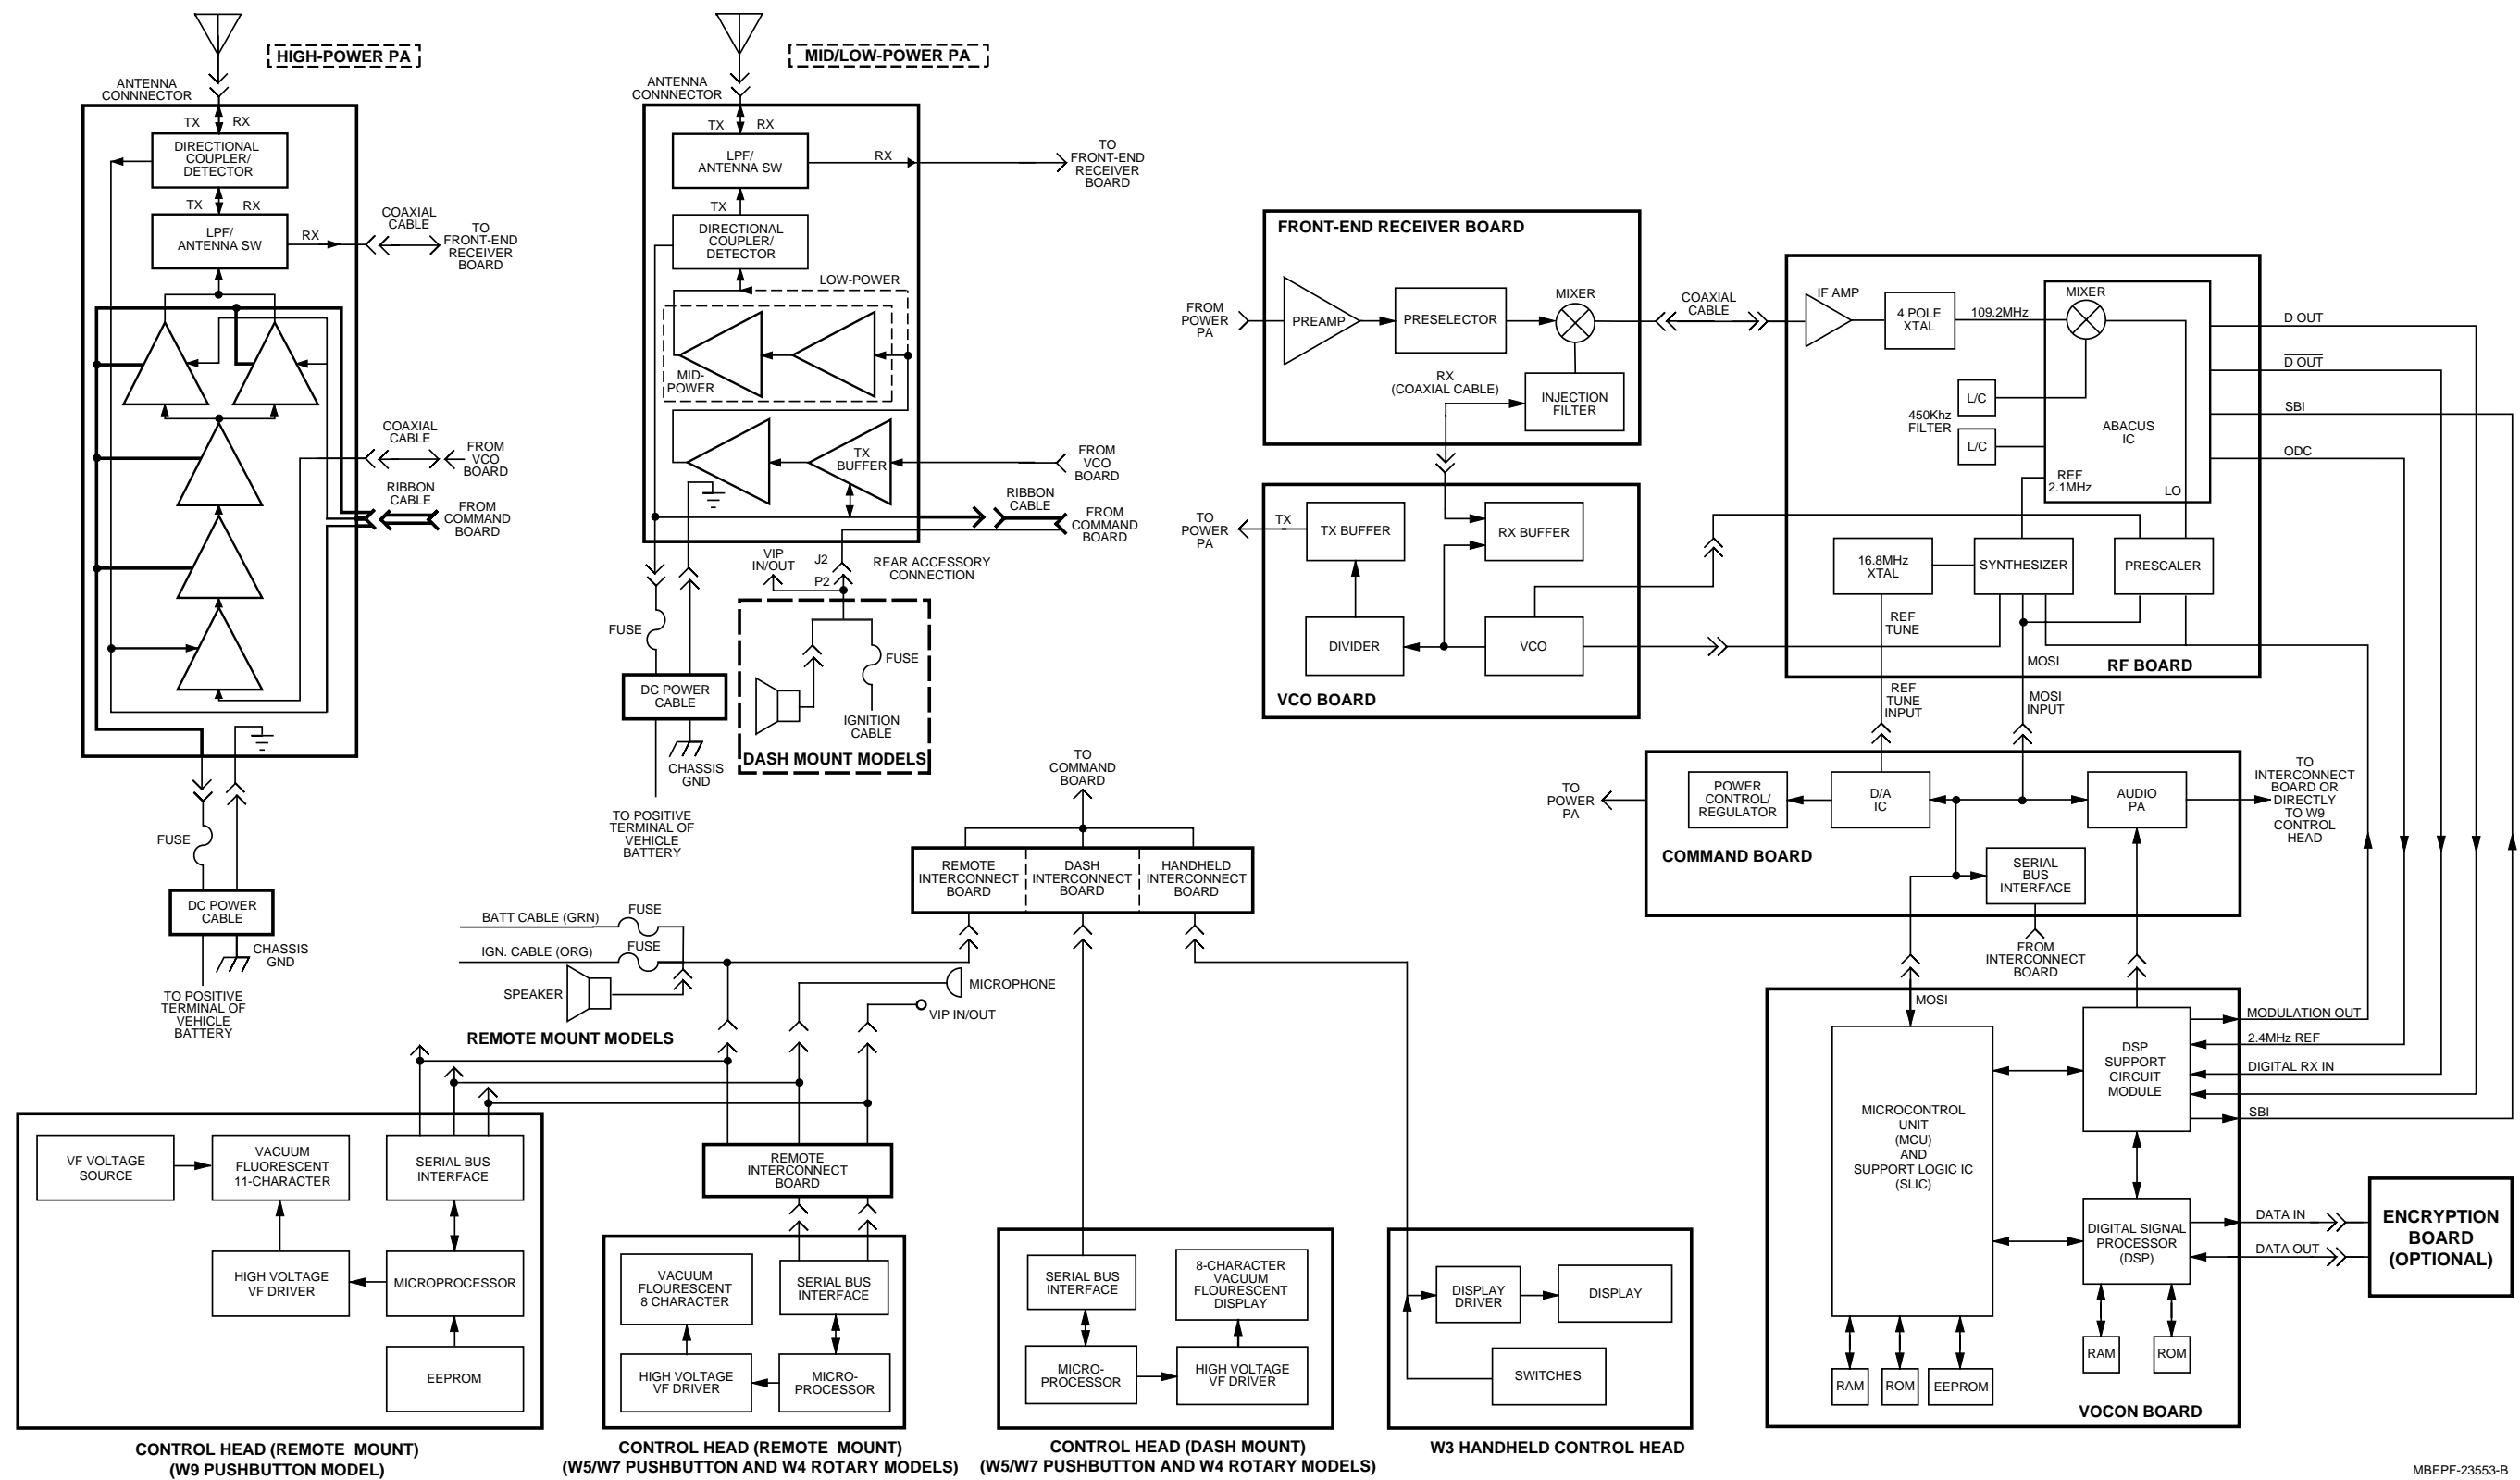 HIGH-POWER PA
ANTENNA
CONNNECTOR
TX
RX
DIRECTIONAL
COUPLER/
DETECTOR
TX
RX
LPF/
ANTENNA SW
RX
COAXIAL
CABLE
TO
FRONT-END
RECEIVER
BOARD
COAXIAL
CABLE
FROM
VCO
BOARD
RIBBON
CABLE
FROM
COMMAND
BOARD
FUSE
DC POWER
CABLE
CHASSIS
GND
TO POSITIVE
TERMINAL OF
VEHICLE
BATTERY
MID/LOW-POWER PA
ANTENNA
CONNNECTOR
TX
RX
LPF/
ANTENNA SW
RX
TO
FRONT-END
RECEIVER
BOARD
TX
DIRECTIONAL
COUPLER/
DETECTOR
LOW-POWER
MID-
POWER
TX
BUFFER
FROM
VCO
BOARD
RIBBON
CABLE
FROM
COMMAND
BOARD
VIP
IN/OUT
J2
P2
REAR ACCESSORY
CONNECTION
FUSE
FUSE
DC POWER
CABLE
IGNITION
CABLE
DASH MOUNT MODELS
CHASSIS
GND
TO POSITIVE
TERMINAL OF
VEHICLE
BATTERY
FRONT-END RECEIVER BOARD
FROM
POWER
PA
PREAMP
PRESELECTOR
MIXER
COAXIAL
CABLE
RX
(COAXIAL CABLE)
INJECTION
FILTER
TO
POWER
PA
TX
TX BUFFER
RX BUFFER
DIVIDER
VCO
VCO BOARD
IF AMP
4 POLE
XTAL
109.2MHz
MIXER
L/C
450Khz
FILTER
L/C
ABACUS
IC
REF
2.1MHz
LO
16.8MHz
XTAL
SYNTHESIZER
PRESCALER
REF
TUNE
MOSI
RF BOARD
D OUT
D OUT
SBI
ODC
REF
TUNE
INPUT
MOSI
INPUT
TO
POWER
PA
POWER
CONTROL/
REGULATOR
D/A
IC
AUDIO
PA
TO
INTERCONNECT
BOARD OR
DIRECTLY
TO W9
CONTROL
HEAD
COMMAND BOARD
SERIAL
BUS
INTERFACE
FROM
INTERCONNECT
BOARD
MOSI
MICROCONTROL
UNIT
(MCU)
AND
SUPPORT LOGIC IC
(SLIC)
DSP
SUPPORT
CIRCUIT
MODULE
MODULATION OUT
2.4MHz REF
DIGITAL RX IN
SBI
DIGITAL SIGNAL
PROCESSOR
(DSP)
DATA IN
DATA OUT
ENCRYPTION
BOARD
(OPTIONAL)
RAM
ROM
RAM
ROM
EEPROM
VOCON BOARD
TO
COMMAND
BOARD
REMOTE
INTERCONNECT
BOARD
DASH
INTERCONNECT
BOARD
HANDHELD
INTERCONNECT
BOARD
BATT CABLE (GRN)
FUSE
IGN. CABLE (ORG)
FUSE
SPEAKER
MICROPHONE
VIP IN/OUT
REMOTE MOUNT MODELS
VF VOLTAGE
SOURCE
VACUUM
FLUORESCENT
11-CHARACTER
SERIAL BUS
INTERFACE
HIGH VOLTAGE
VF DRIVER
MICROPROCESSOR
EEPROM
CONTROL HEAD (REMOTE MOUNT)
(W9 PUSHBUTTON MODEL)
REMOTE
INTERCONNECT
BOARD
VACUUM
FLOURESCENT
8 CHARACTER
SERIAL BUS
INTERFACE
HIGH VOLTAGE
VF DRIVER
MICRO-
PROCESSOR
CONTROL HEAD (REMOTE MOUNT)
(W5/W7 PUSHBUTTON AND W4 ROTARY MODELS)
SERIAL BUS
INTERFACE
8-CHARACTER
VACUUM
FLOURESCENT
DISPLAY
MICRO-
PROCESSOR
HIGH VOLTAGE
VF DRIVER
CONTROL HEAD (DASH MOUNT)
(W5/W7 PUSHBUTTON AND W4 ROTARY MODELS)
DISPLAY
DRIVER
DISPLAY
SWITCHES
W3 HANDHELD CONTROL HEAD
MBEPF-23553-B